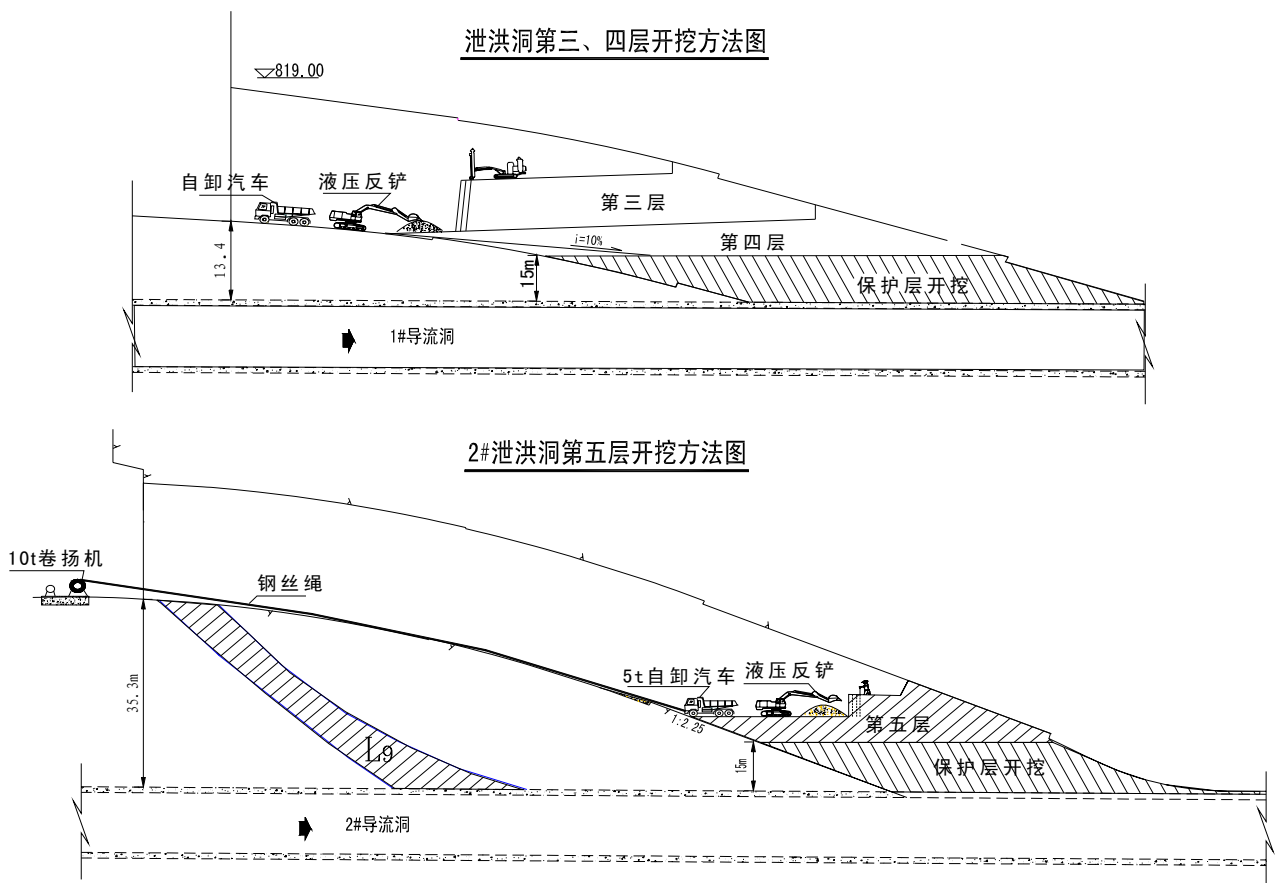 泄洪洞第三、四层开挖方法图
819.00
自卸汽车
液压反铲
第三层
第四层
i=10%
13.4
15m
保护层开挖
1#导流洞
2#泄洪洞第五层开挖方法图
10t卷扬机
钢丝绳
5t自卸汽车
液压反铲
35.3m
1:2.25
第五层
L9
15m
保护层开挖
2#导流洞